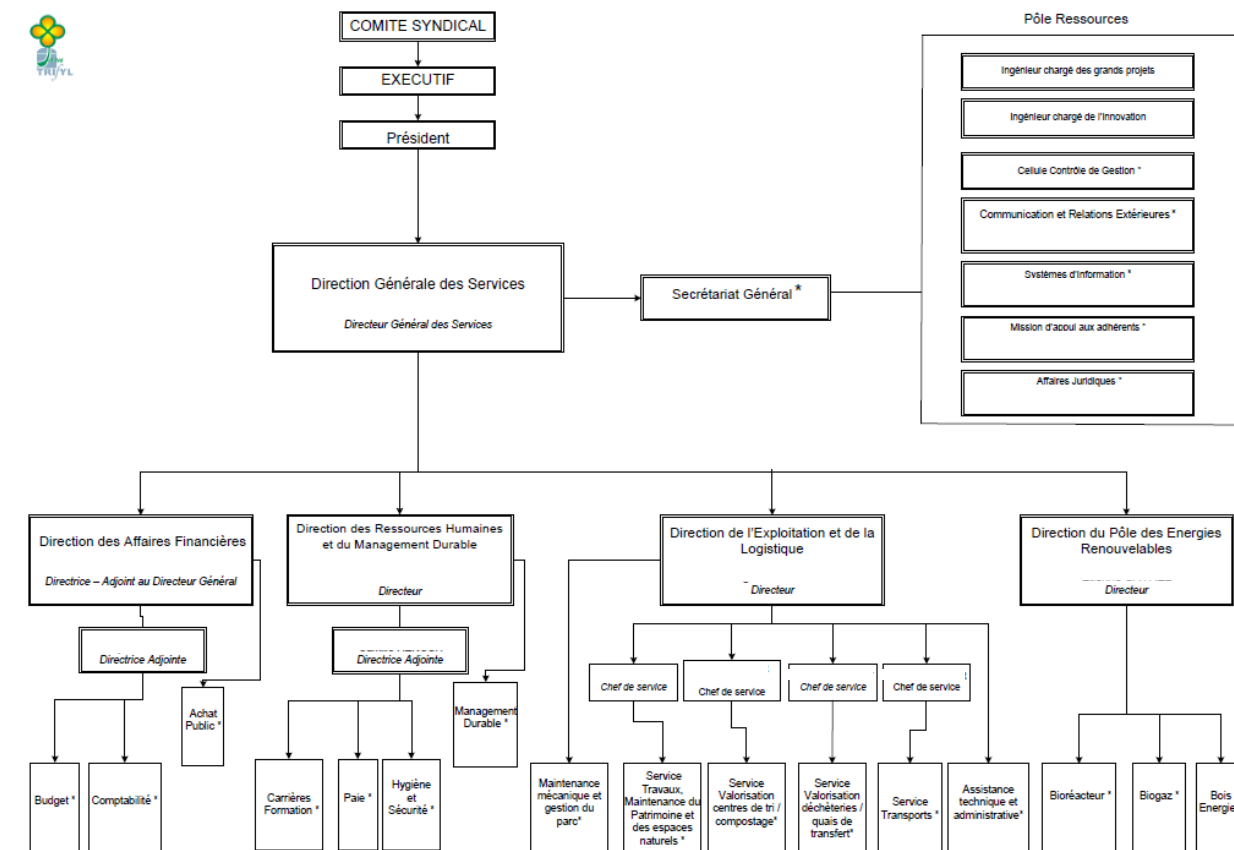 TRIFYL
COMITE SYNDICAL
EXECUTIF
Président
Direction Générale des Services
Directeur Général des Services
Secrétariat Général *
Pôle Ressources
Ingénieur chargé des grands projets
Ingénieur chargé de l'Innovation
Cellule Contrôle de Gestion *
Communication et Relations Extérieures *
Systèmes d'Information *
Mission d'appui aux adhérents *
Affaires Juridiques *
Direction des Affaires Financières
Directrice – Adjoint au Directeur Général
Directrice Adjointe
Achat
Public *
Budget *
Comptabilité *
Direction des Ressources Humaines
et du Management Durable
Directeur
Directrice Adjointe
Management
Durable *
Carrières
Formation *
Paie *
Hygiène
et
Sécurité *
Direction de l'Exploitation et de la
Logistique
Directeur
Chef de service
Chef de service
Chef de service
Chef de service
Maintenance
mécanique et
gestion du
parc*
Service
Travaux,
Maintenance du
Patrimoine et
des espaces
naturels *
Service
Valorisation
centres de tri /
compostage*
Service
Valorisation
déchèteries /
quais de
transfert*
Service
Transports *
Assistance
technique et
administrative*
Direction du Pôle des Energies
Renouvelables
Directeur
Bioréacteur *
Biogaz *
Bois
Energie